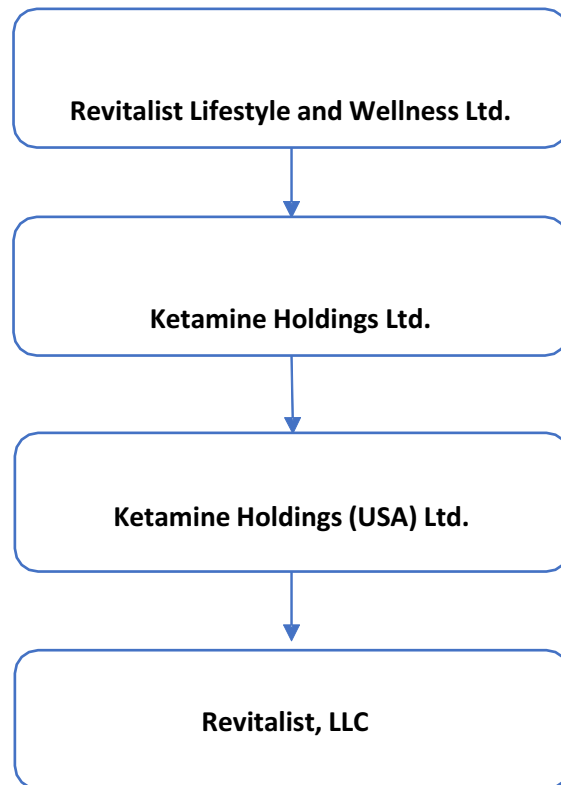 Revitalist Lifestyle and Wellness Ltd.
Ketamine Holdings Ltd.
Ketamine Holdings (USA) Ltd.
Revitalist, LLC